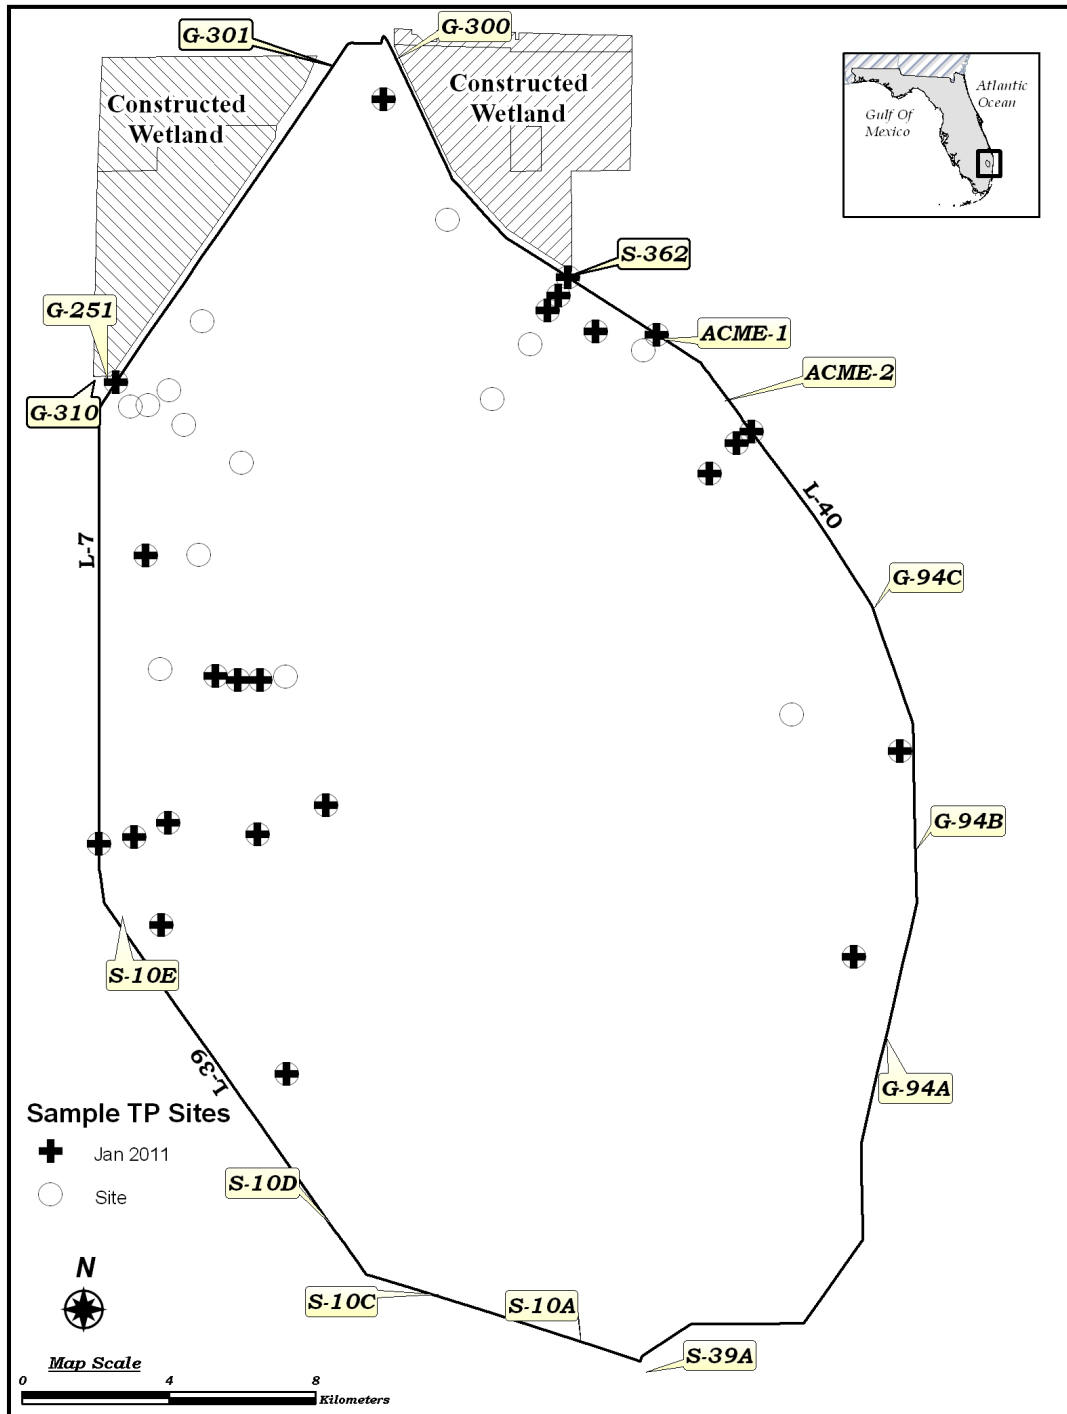 G-301
G-300
Constructed
Wetland
Constructed
Wetland
Atlantic
Ocean
Gulf Of
Mexico
S-362
G-251
ACME-1
ACME-2
G-310
L-40
L-7
G-94C
G-94B
S-10E
L-39
G-94A
Sample TP Sites
Jan 2011
Site
S-10D
N
S-10C
S-10A
S-39A
Map Scale
0 4 8
Kilometers